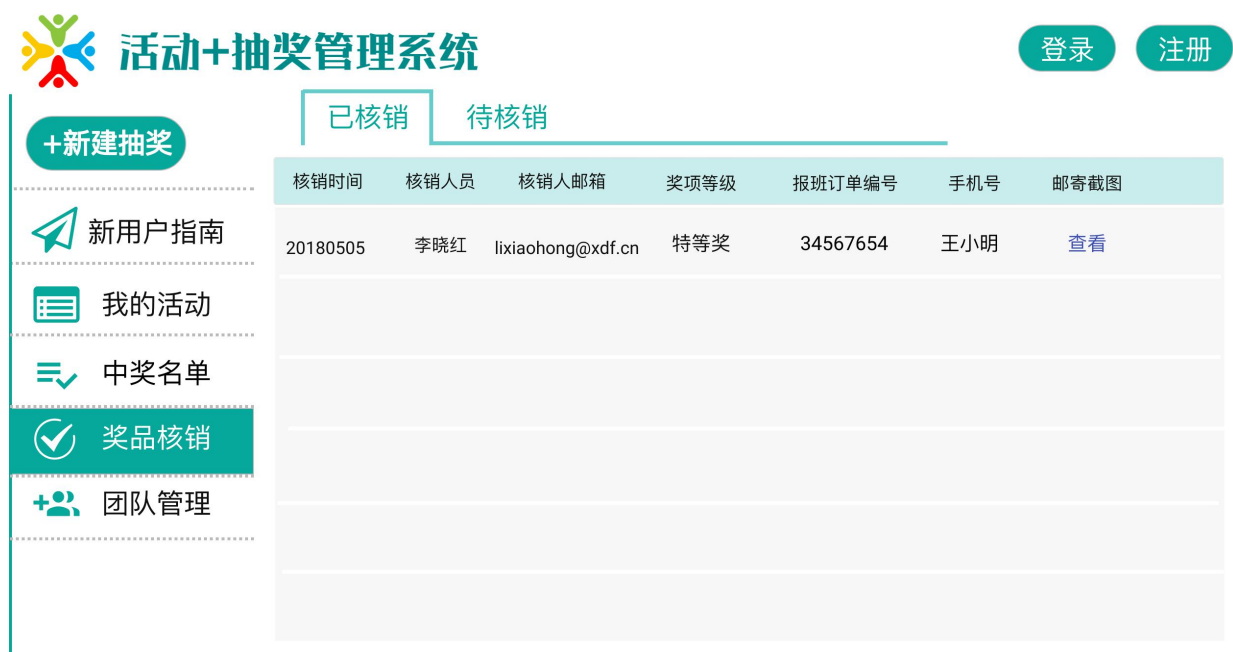 活动+抽奖管理系统
登录 注册
已核销 待核销
+新建抽奖
核销时间 核销人员 核销人邮箱 奖项等级 报班订单编号 手机号 邮寄截图
新用户指南
20180505 李晓红 lixiaohong@xdf.cn 特等奖 34567654 王小明 查看
我的活动
中奖名单
奖品核销
团队管理